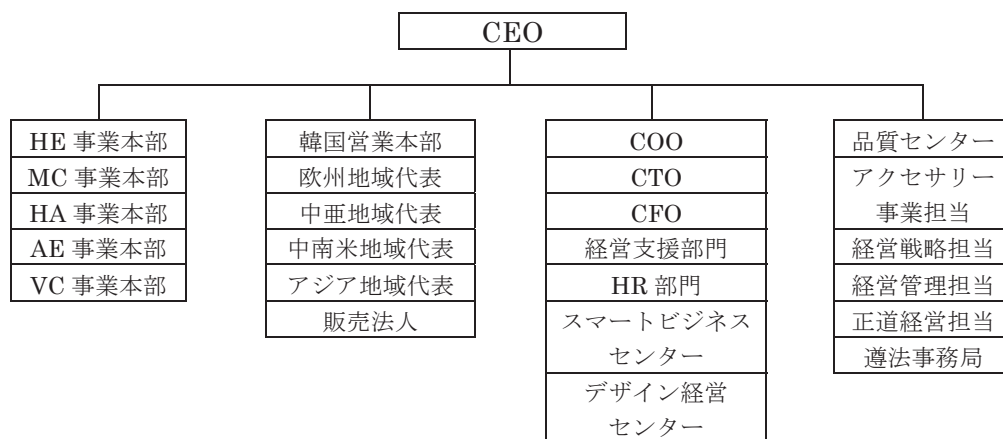 CEO
HE 事業本部
MC 事業本部
HA 事業本部
AE 事業本部
VC 事業本部
韓国営業本部
欧州地域代表
中亜地域代表
中南米地域代表
アジア地域代表
販売法人
COO
CTO
CFO
経営支援部門
HR 部門
スマートビジネス
センター
デザイン経営
センター
品質センター
アクセサリー
事業担当
経営戦略担当
経営管理担当
正道経営担当
遵法事務局